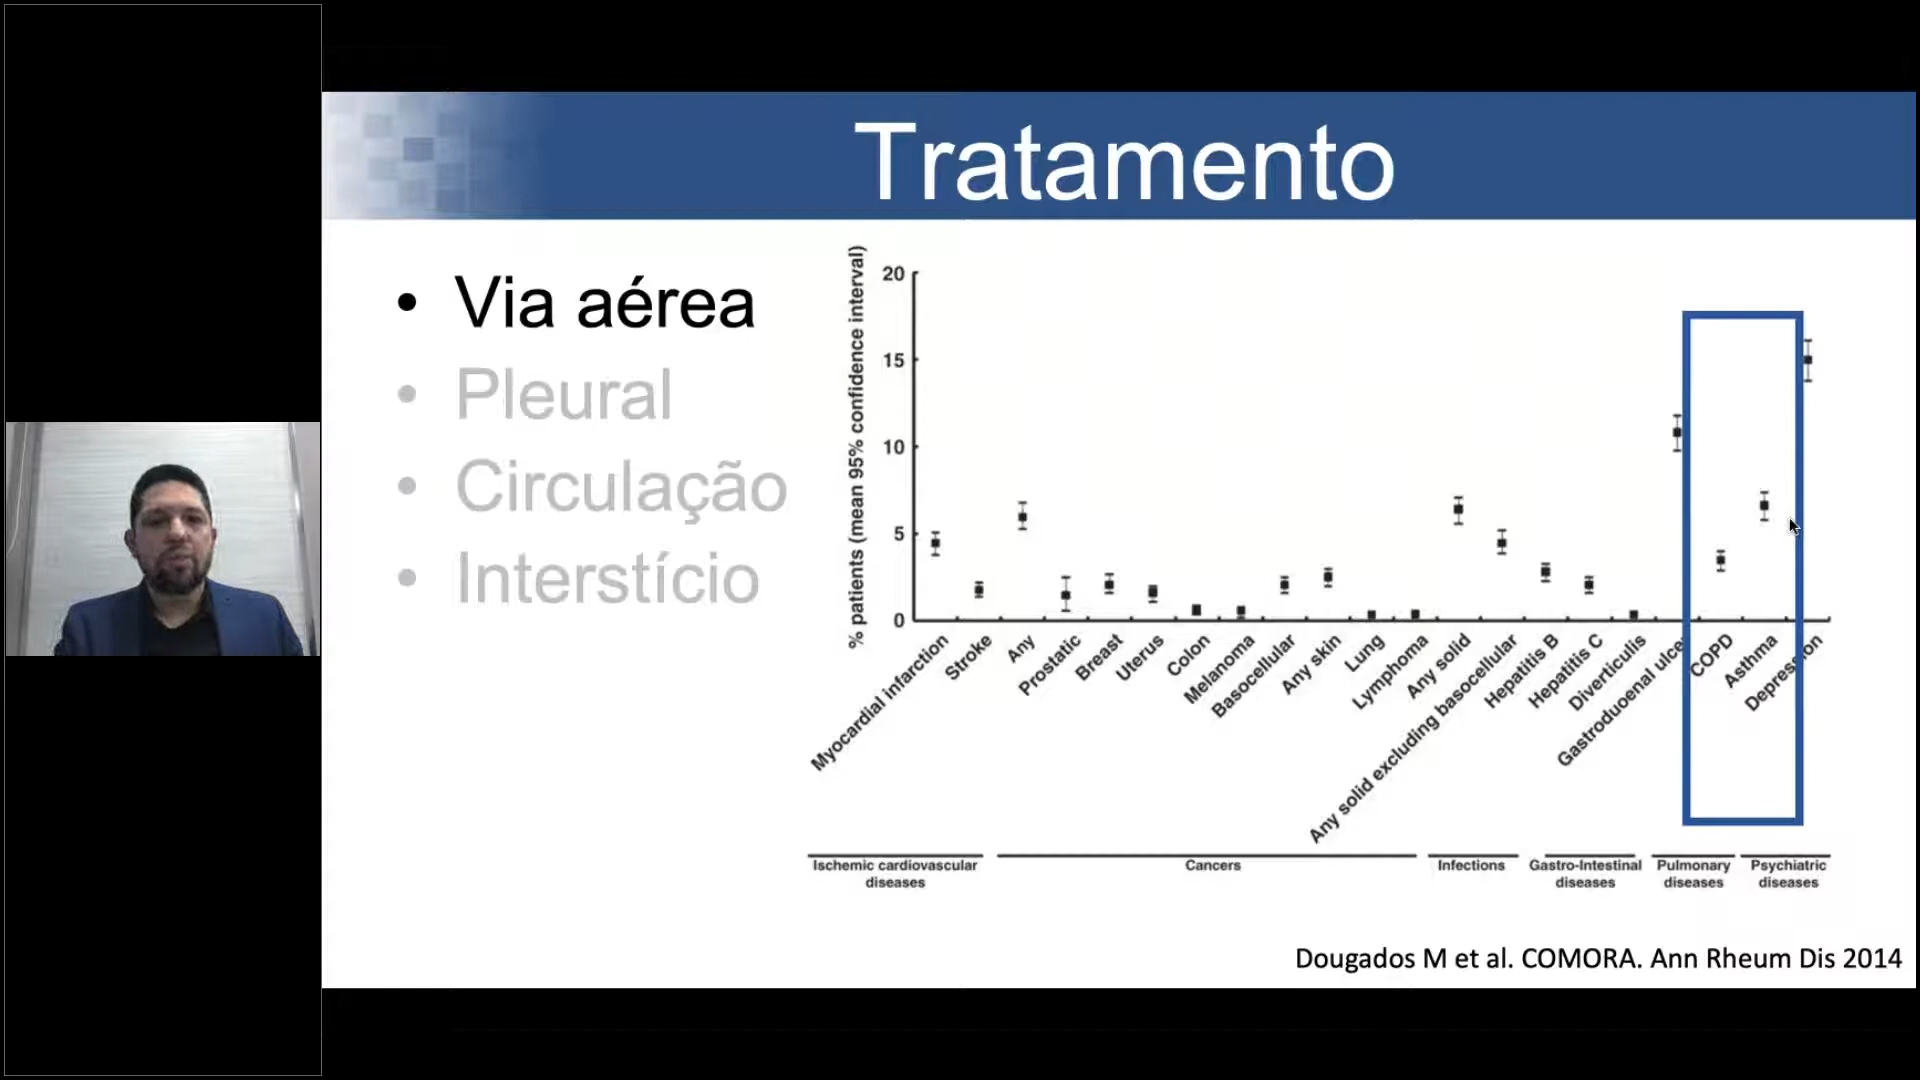 Tratamento
• Via aérea
• Pleural
• Circulação
• Interstício
% patients (mean 95% confidence interval)
20
15
10
5
0
Myocardial infarction
Stroke
Any
Prostatic
Breast
Uterus
Colon
Melanoma
Basocellular
Any skin
Lung
Lymphoma
Any solid
Any solid excluding basocellular
Hepatitis B
Hepatitis C
Diverticulis
Gastroduoenal ulce
COPD
Asthma
Depression
Ischemic cardiovascular
diseases
Cancers
Infections
Gastro-Intestinal
diseases
Pulmonary
diseases
Psychiatric
diseases
Dougados M et al. COMORA. Ann Rheum Dis 2014